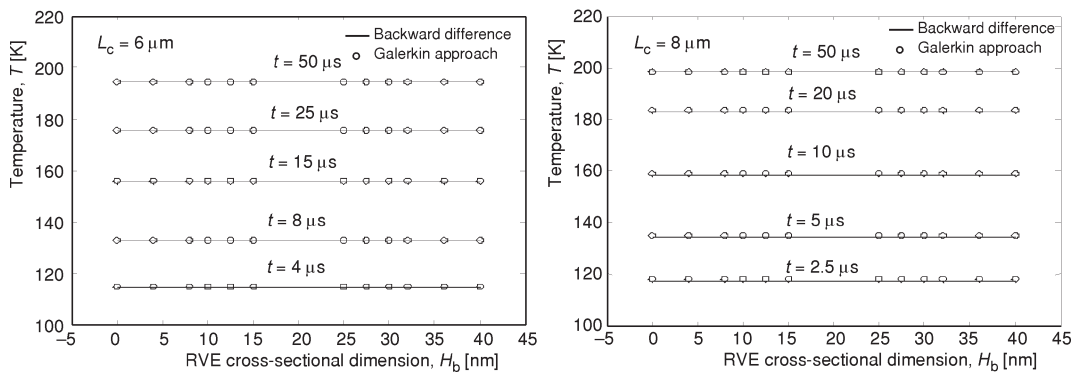 220
200
180
160
140
120
100
Temperature, T [K]
L_c = 6 µm
Backward difference
Galerkin approach
t = 50 µs
t = 25 µs
t = 15 µs
t = 8 µs
t = 4 µs
–5 0 5 10 15 20 25 30 35 40 45
RVE cross-sectional dimension, H_b [nm]
220
200
180
160
140
120
100
Temperature, T [K]
L_c = 8 µm
Backward difference
Galerkin approach
t = 50 µs
t = 20 µs
t = 10 µs
t = 5 µs
t = 2.5 µs
–5 0 5 10 15 20 25 30 35 40 45
RVE cross-sectional dimension, H_b [nm]